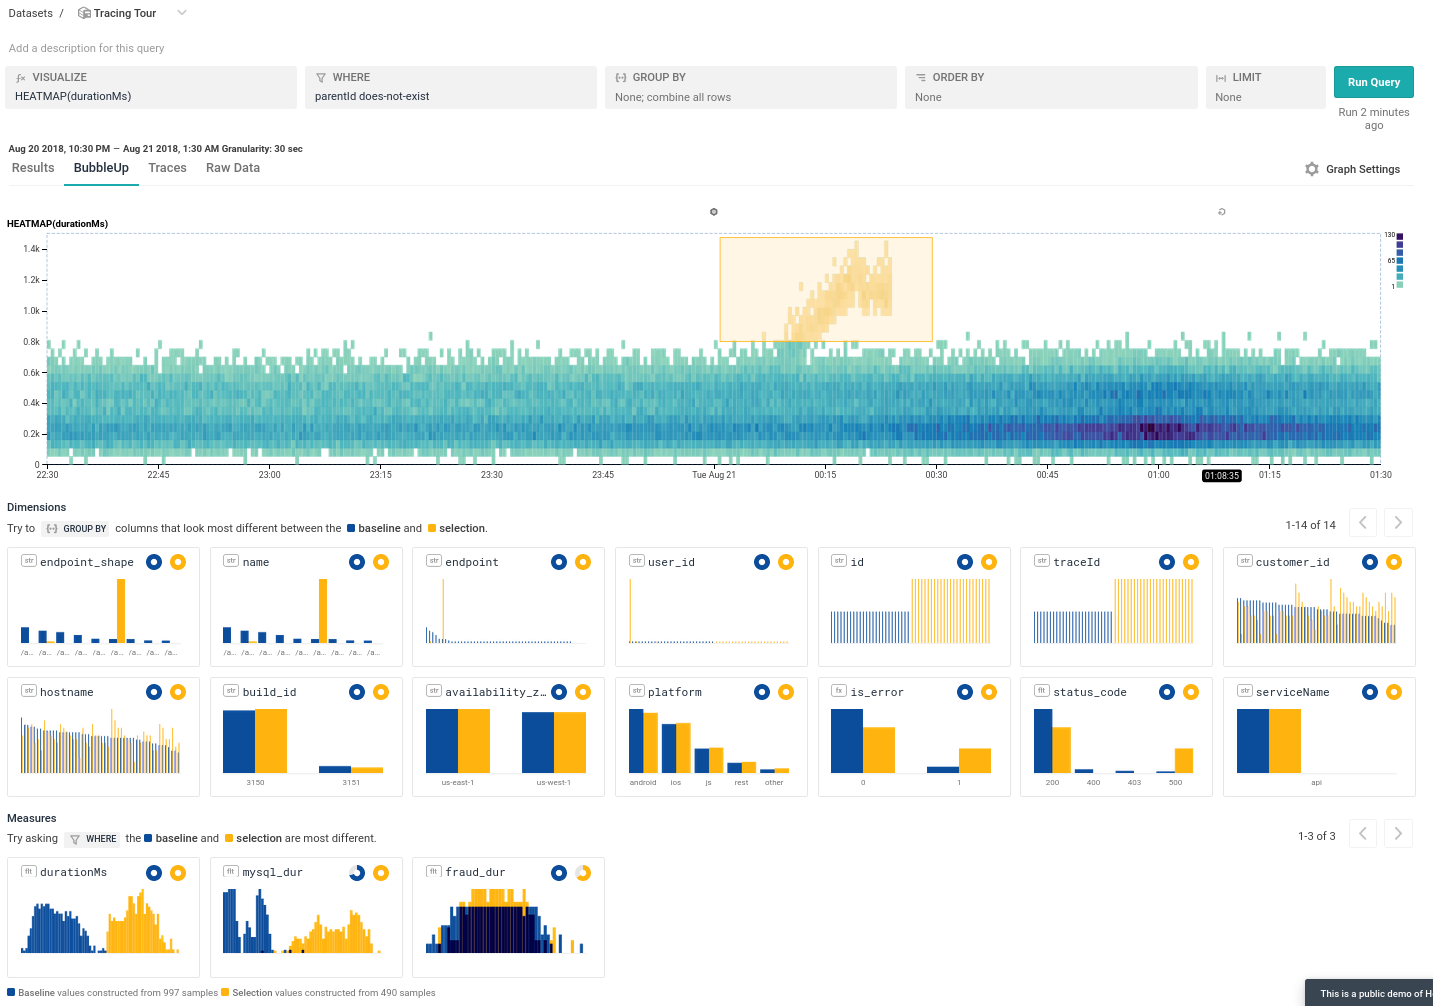 Datasets / Tracing Tour
Add a description for this query
VISUALIZE WHERE GROUP BY ORDER BY LIMIT Run Query
HEATMAP(durationMs) parentId does-not-exist None; combine all rows None None
Run 2 minutes
ago
Aug 20 2018, 10:30 PM – Aug 21 2018, 1:30 AM Granularity: 30 sec
Results BubbleUp Traces Raw Data Graph Settings
HEATMAP(durationMs)
130
65
1
1.4k
1.2k
1.0k
0.8k
0.6k
0.4k
0.2k
0
22:30 22:45 23:00 23:15 23:30 23:45 Tue Aug 21 00:15 00:30 00:45 01:00 01:08:35 01:15 01:30
Dimensions
Try to GROUP BY columns that look most different between the baseline and selection. 1-14 of 14
str endpoint_shape str name str endpoint str user_id str id str traceId str customer_id
/a... /a... /a... /a... /a... /a... /a... /a... /a... /a... /a... /a... /a... /a... /a... /a... /a... /a...
str hostname str build_id str availability_z... str platform fx is_error flt status_code str serviceName
3150 3151 us-east-1 us-west-1 android ios js rest other 0 1 200 400 403 500 api
Measures
Try asking WHERE the baseline and selection are most different. 1-3 of 3
flt durationMs flt mysql_dur flt fraud_dur
Baseline values constructed from 997 samples Selection values constructed from 490 samples
This is a public demo of H